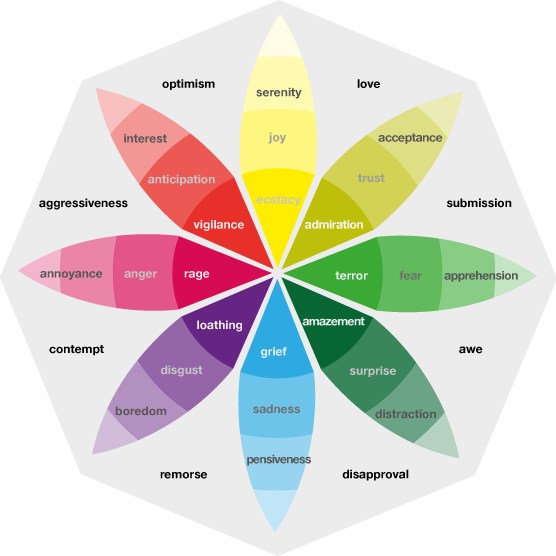 optimism
love
serenity
interest
joy
acceptance
anticipation
trust
ecstacy
aggressiveness
submission
vigilance
admiration
annoyance
anger
rage
terror
fear
apprehension
loathing
amazement
contempt
grief
awe
disgust
surprise
boredom
sadness
distraction
pensiveness
remorse
disapproval